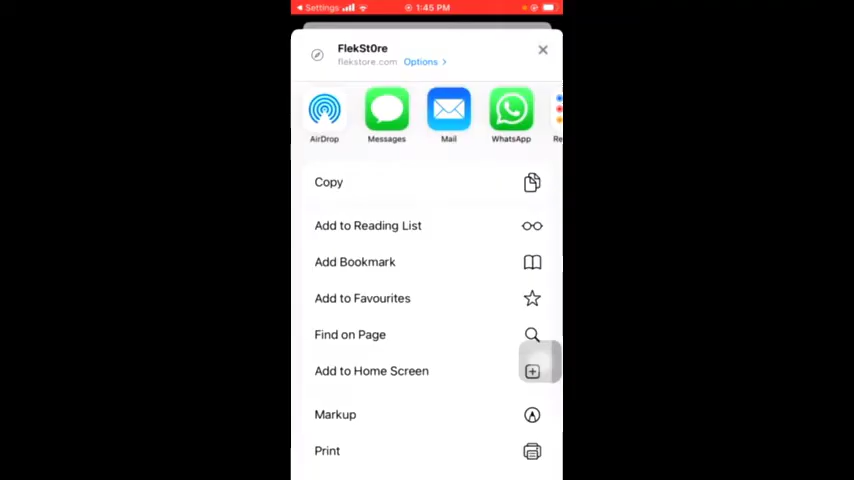 Settings 1:45 PM
FlekSt0re
flekstore.com Options >
AirDrop Messages Mail WhatsApp Re
Copy
Add to Reading List
Add Bookmark
Add to Favourites
Find on Page
Add to Home Screen
Markup
Print